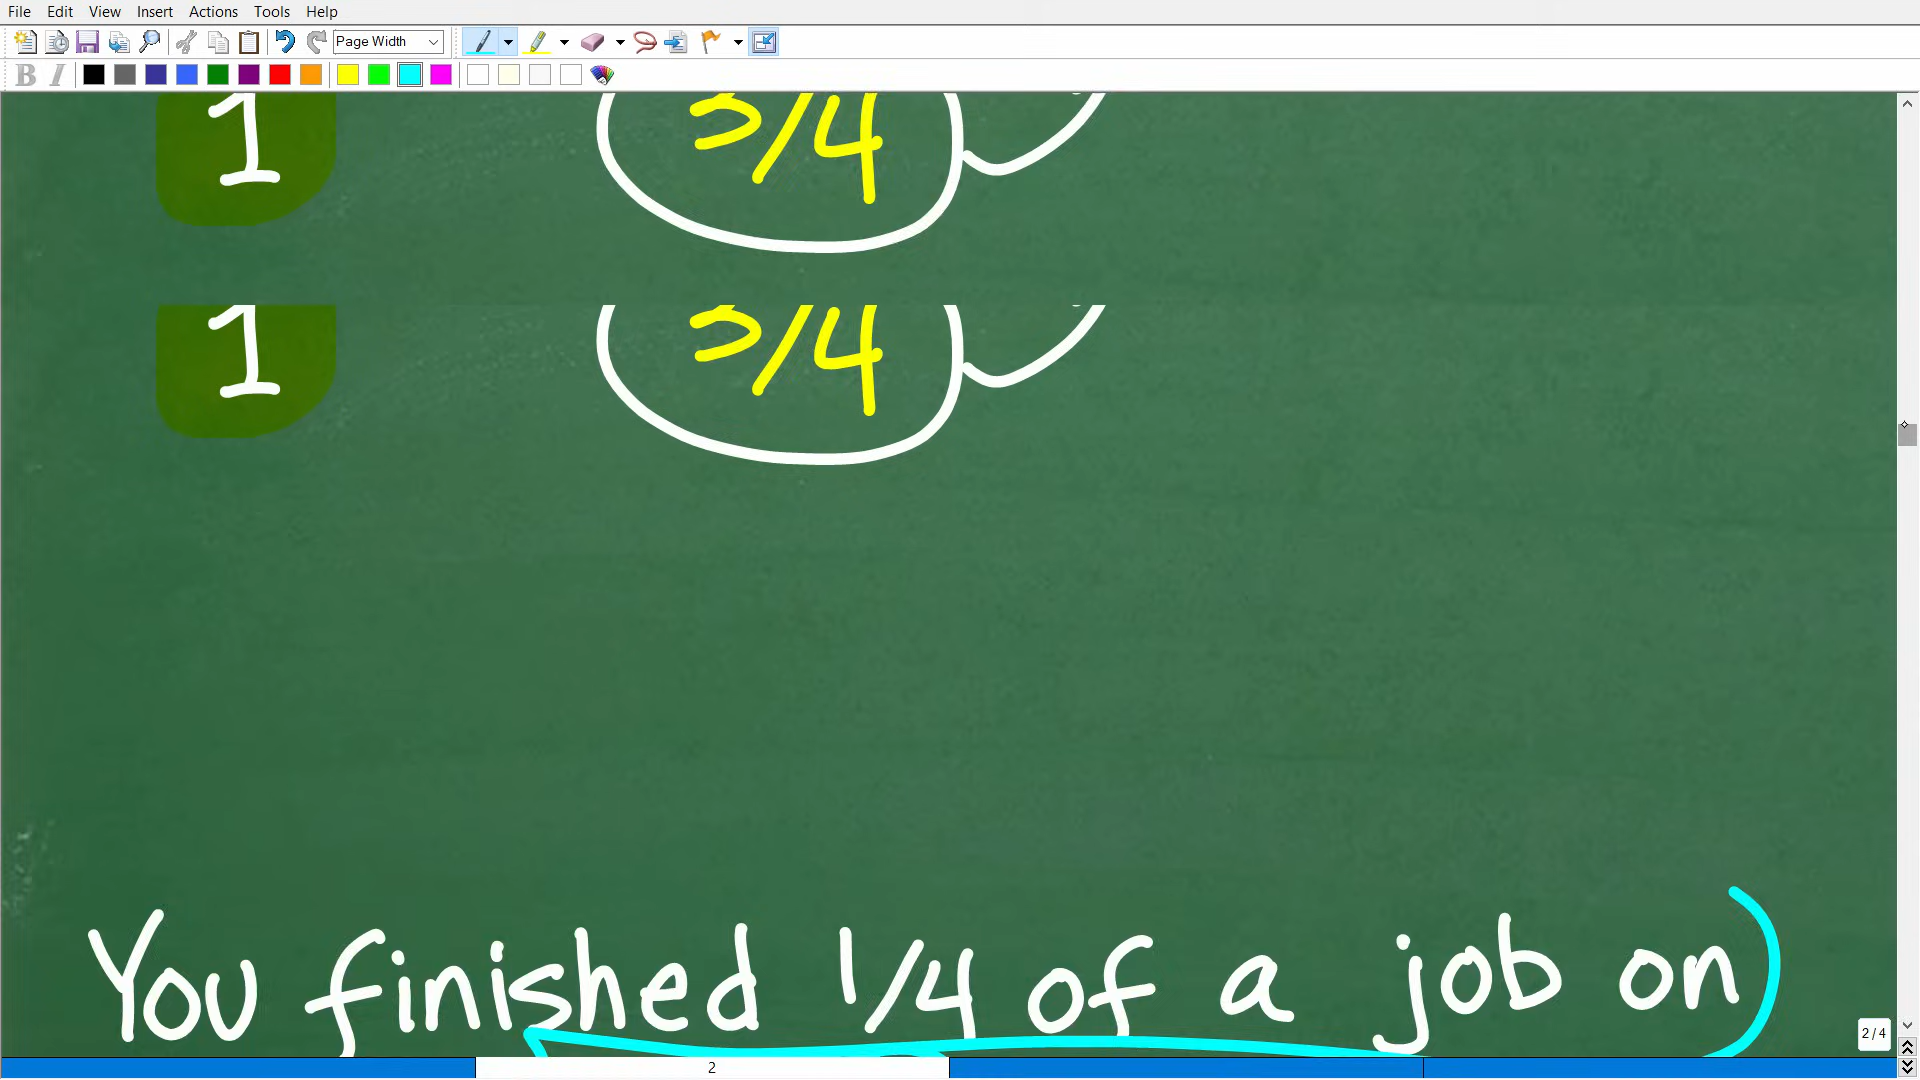 File Edit View Insert Actions Tools Help
Page Width
B I
1 3/4
1 3/4
You finished 1/4 of a job on)
2 / 4
2